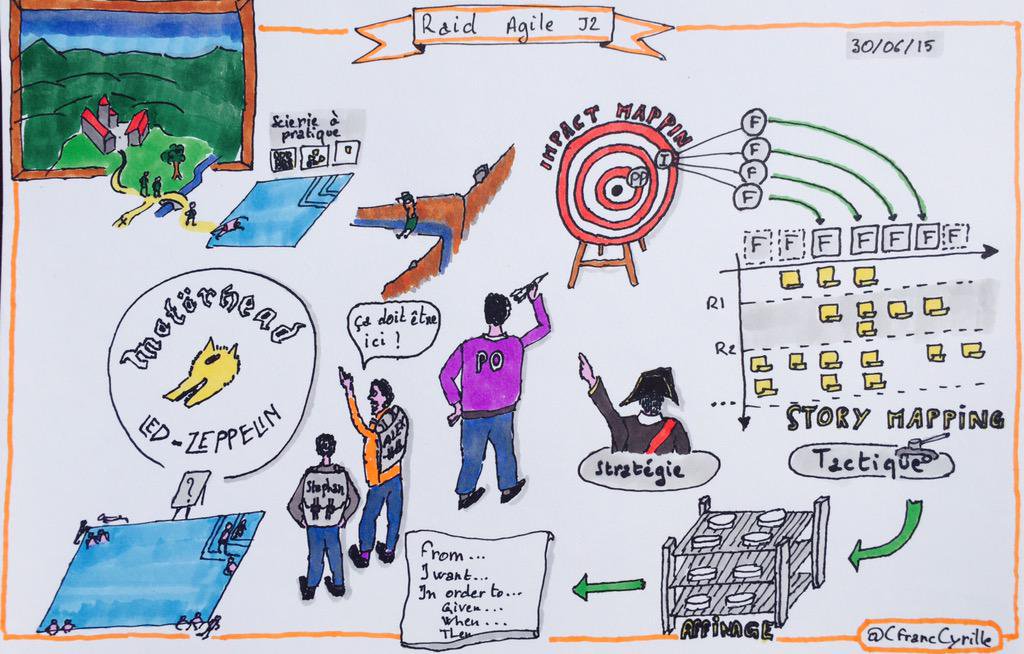 Raid Agile J2
30/06/15
Scierie à
pratique
IMPACT MAPPIN
F
F
F
F
I
PP
F F F F F F F
R1
R2
...
STORY MAPPING
Tactique
Motörhead
LED-ZEPPELIN
?
ça doit être
ici !
PO
Stephan
ALEX
Stratégie
From...
I want...
In order to...
Given...
When...
Then
AFFINAGE
@CfrancCyrille